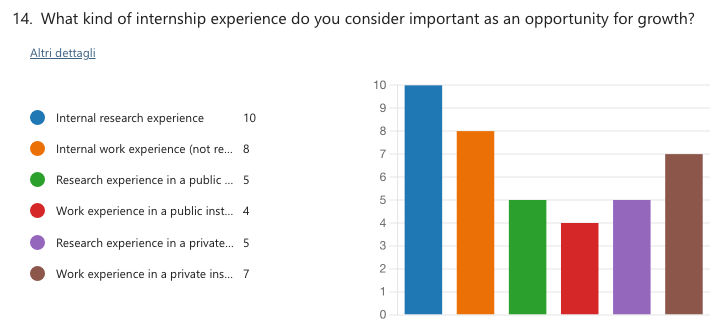 14. What kind of internship experience do you consider important as an opportunity for growth?
Altri dettagli
Internal research experience 10
Internal work experience (not re... 8
Research experience in a public ... 5
Work experience in a public inst... 4
Research experience in a private... 5
Work experience in a private ins... 7
10
9
8
7
6
5
4
3
2
1
0